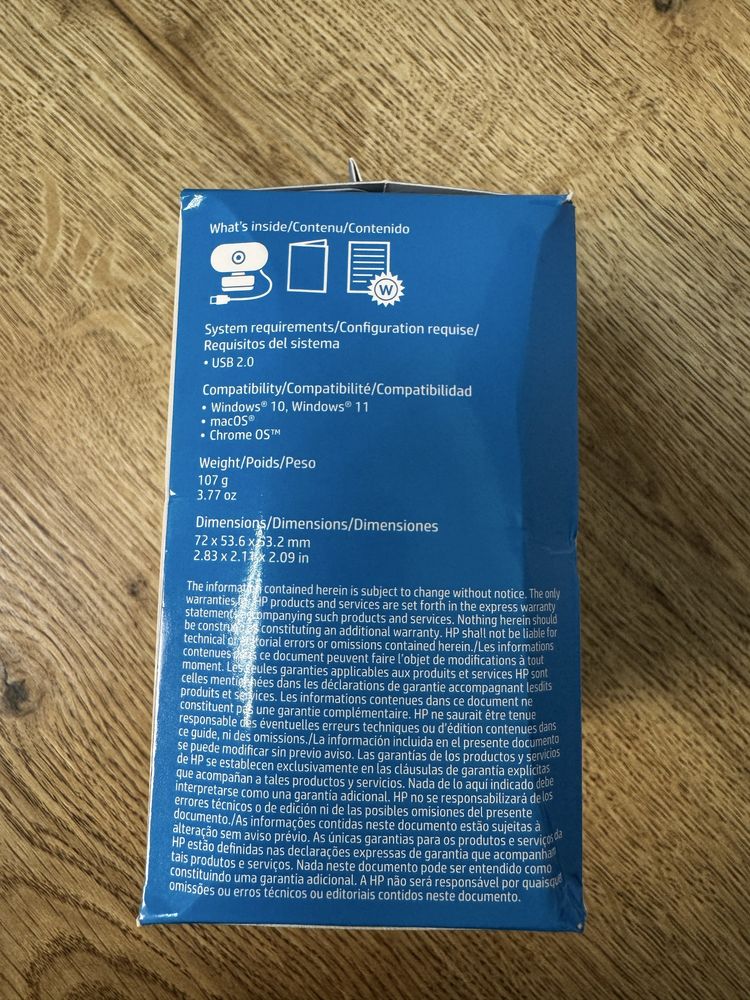 What's inside/Contenu/Contenido
W
System requirements/Configuration requise/
Requisitos del sistema
• USB 2.0
Compatibility/Compatibilité/Compatibilidad
• Windows® 10, Windows® 11
• macOS®
• Chrome OS™
Weight/Poids/Peso
107 g
3.77 oz
Dimensions/Dimensions/Dimensiones
72 x 53.6 x 53.2 mm
2.83 x 2.11 x 2.09 in
The information contained herein is subject to change without notice. The only
warranties for HP products and services are set forth in the express warranty
statements accompanying such products and services. Nothing herein should
be construed as constituting an additional warranty. HP shall not be liable for
technical or editorial errors or omissions contained herein./Les informations
contenues dans ce document peuvent faire l'objet de modifications à tout
moment. Les seules garanties applicables aux produits et services HP sont
celles mentionnées dans les déclarations de garantie accompagnant lesdits
produits et services. Les informations contenues dans ce document ne
constituent pas une garantie complémentaire. HP ne saurait être tenue
responsable des éventuelles erreurs techniques ou d'édition contenues dans
ce guide, ni des omissions./La información incluida en el presente documento
se puede modificar sin previo aviso. Las garantías de los productos y servicios
de HP se establecen exclusivamente en las cláusulas de garantía explícitas
que acompañan a tales productos y servicios. Nada de lo aquí indicado debe
interpretarse como una garantía adicional. HP no se responsabilizará de los
errores técnicos o de edición ni de las posibles omisiones del presente
documento./As informações contidas neste documento estão sujeitas à
alteração sem aviso prévio. As únicas garantias para os produtos e serviços da
HP estão definidas nas declarações expressas de garantia que acompanham
tais produtos e serviços. Nada neste documento pode ser entendido como
constituindo uma garantia adicional. A HP não será responsável por quaisquer
omissões ou erros técnicos ou editoriais contidos neste documento.